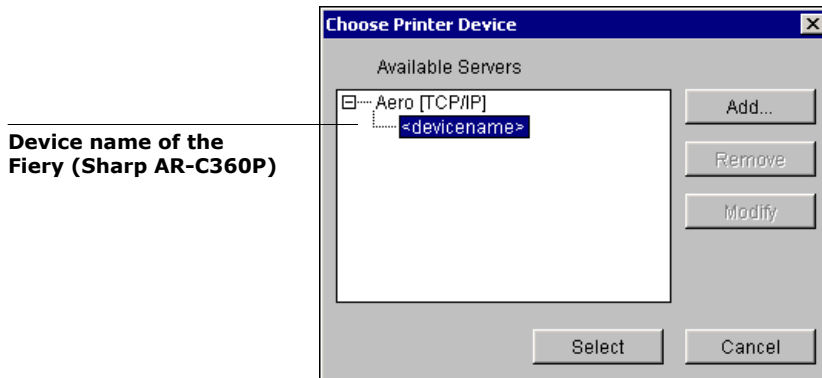 Choose Printer Device
Available Servers
Aero [TCP/IP]
<devicename>
Add...
Remove
Modify
Select
Cancel
Device name of the
Fiery (Sharp AR-C360P)